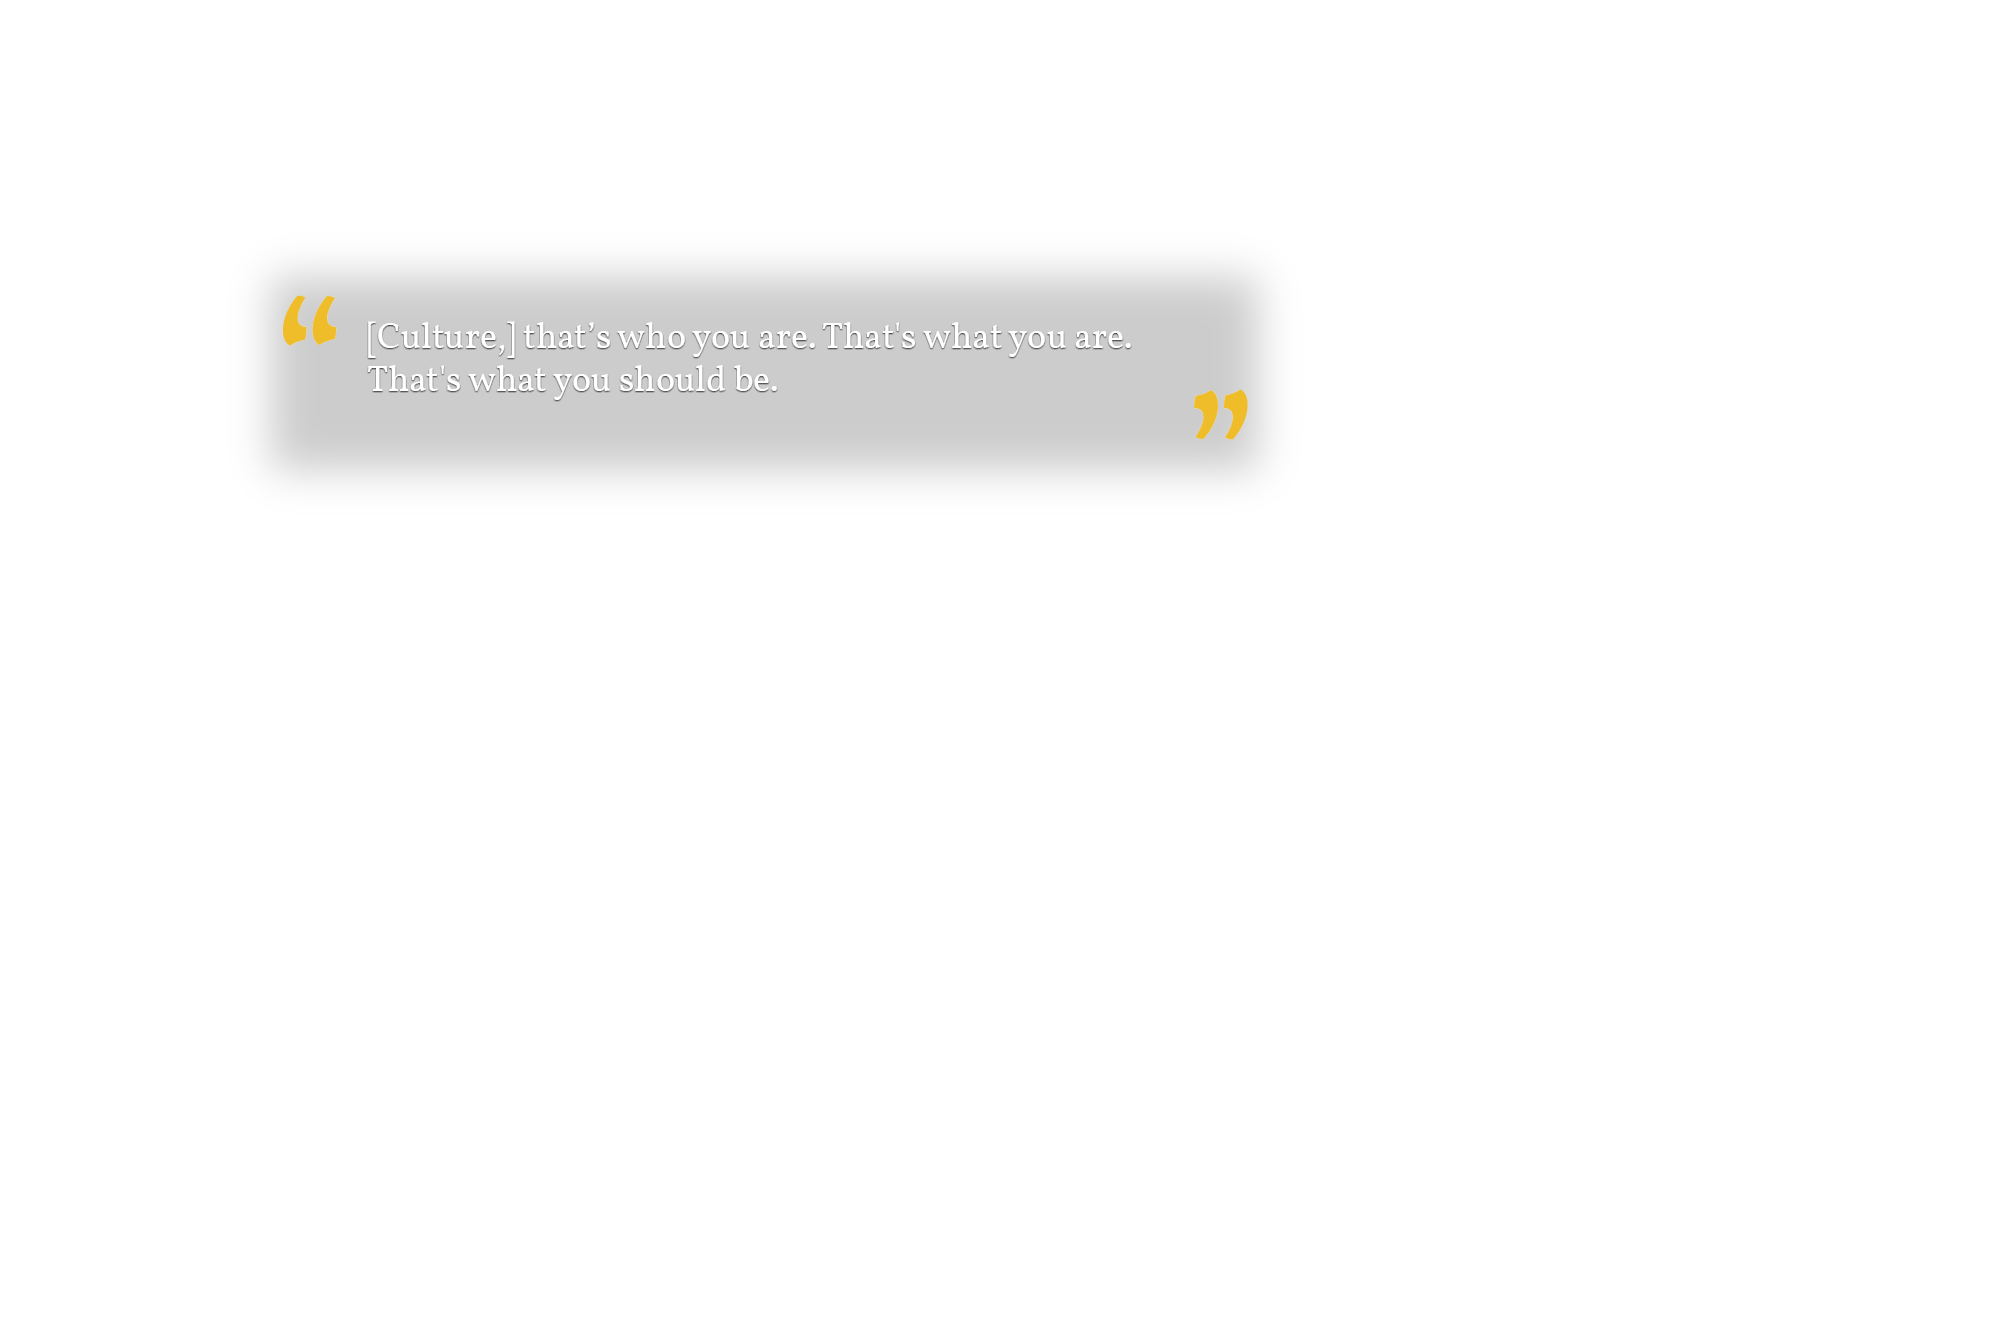 “ [Culture,] that’s who you are. That's what you are.
That's what you should be. ”